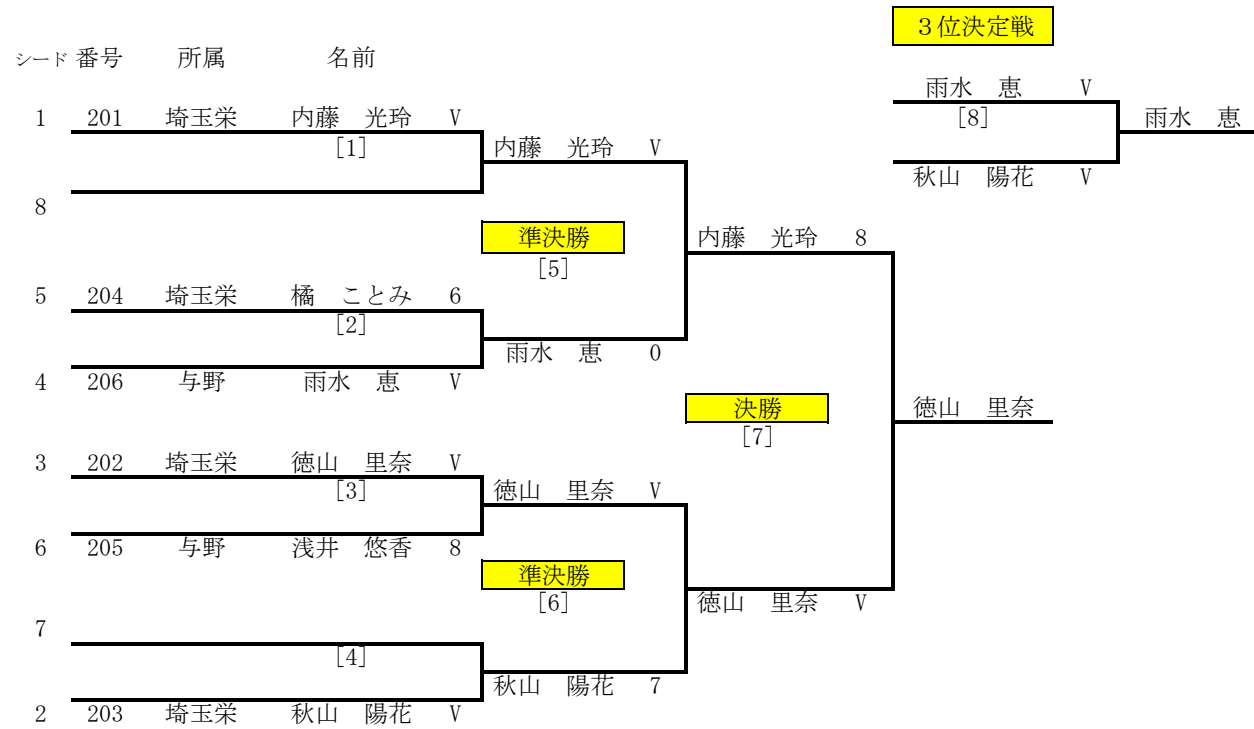 ３位決定戦
シード 番号 所属 名前
雨水 恵 V
[8]
雨水 恵
秋山 陽花 V
1 201 埼玉栄 内藤 光玲 V
[1]
内藤 光玲 V
8
準決勝
[5]
内藤 光玲 8
5 204 埼玉栄 橘 ことみ 6
[2]
雨水 恵 0
4 206 与野 雨水 恵 V
決勝
[7]
徳山 里奈
3 202 埼玉栄 徳山 里奈 V
[3]
徳山 里奈 V
6 205 与野 浅井 悠香 8
準決勝
[6]
徳山 里奈 V
7
[4]
秋山 陽花 7
2 203 埼玉栄 秋山 陽花 V